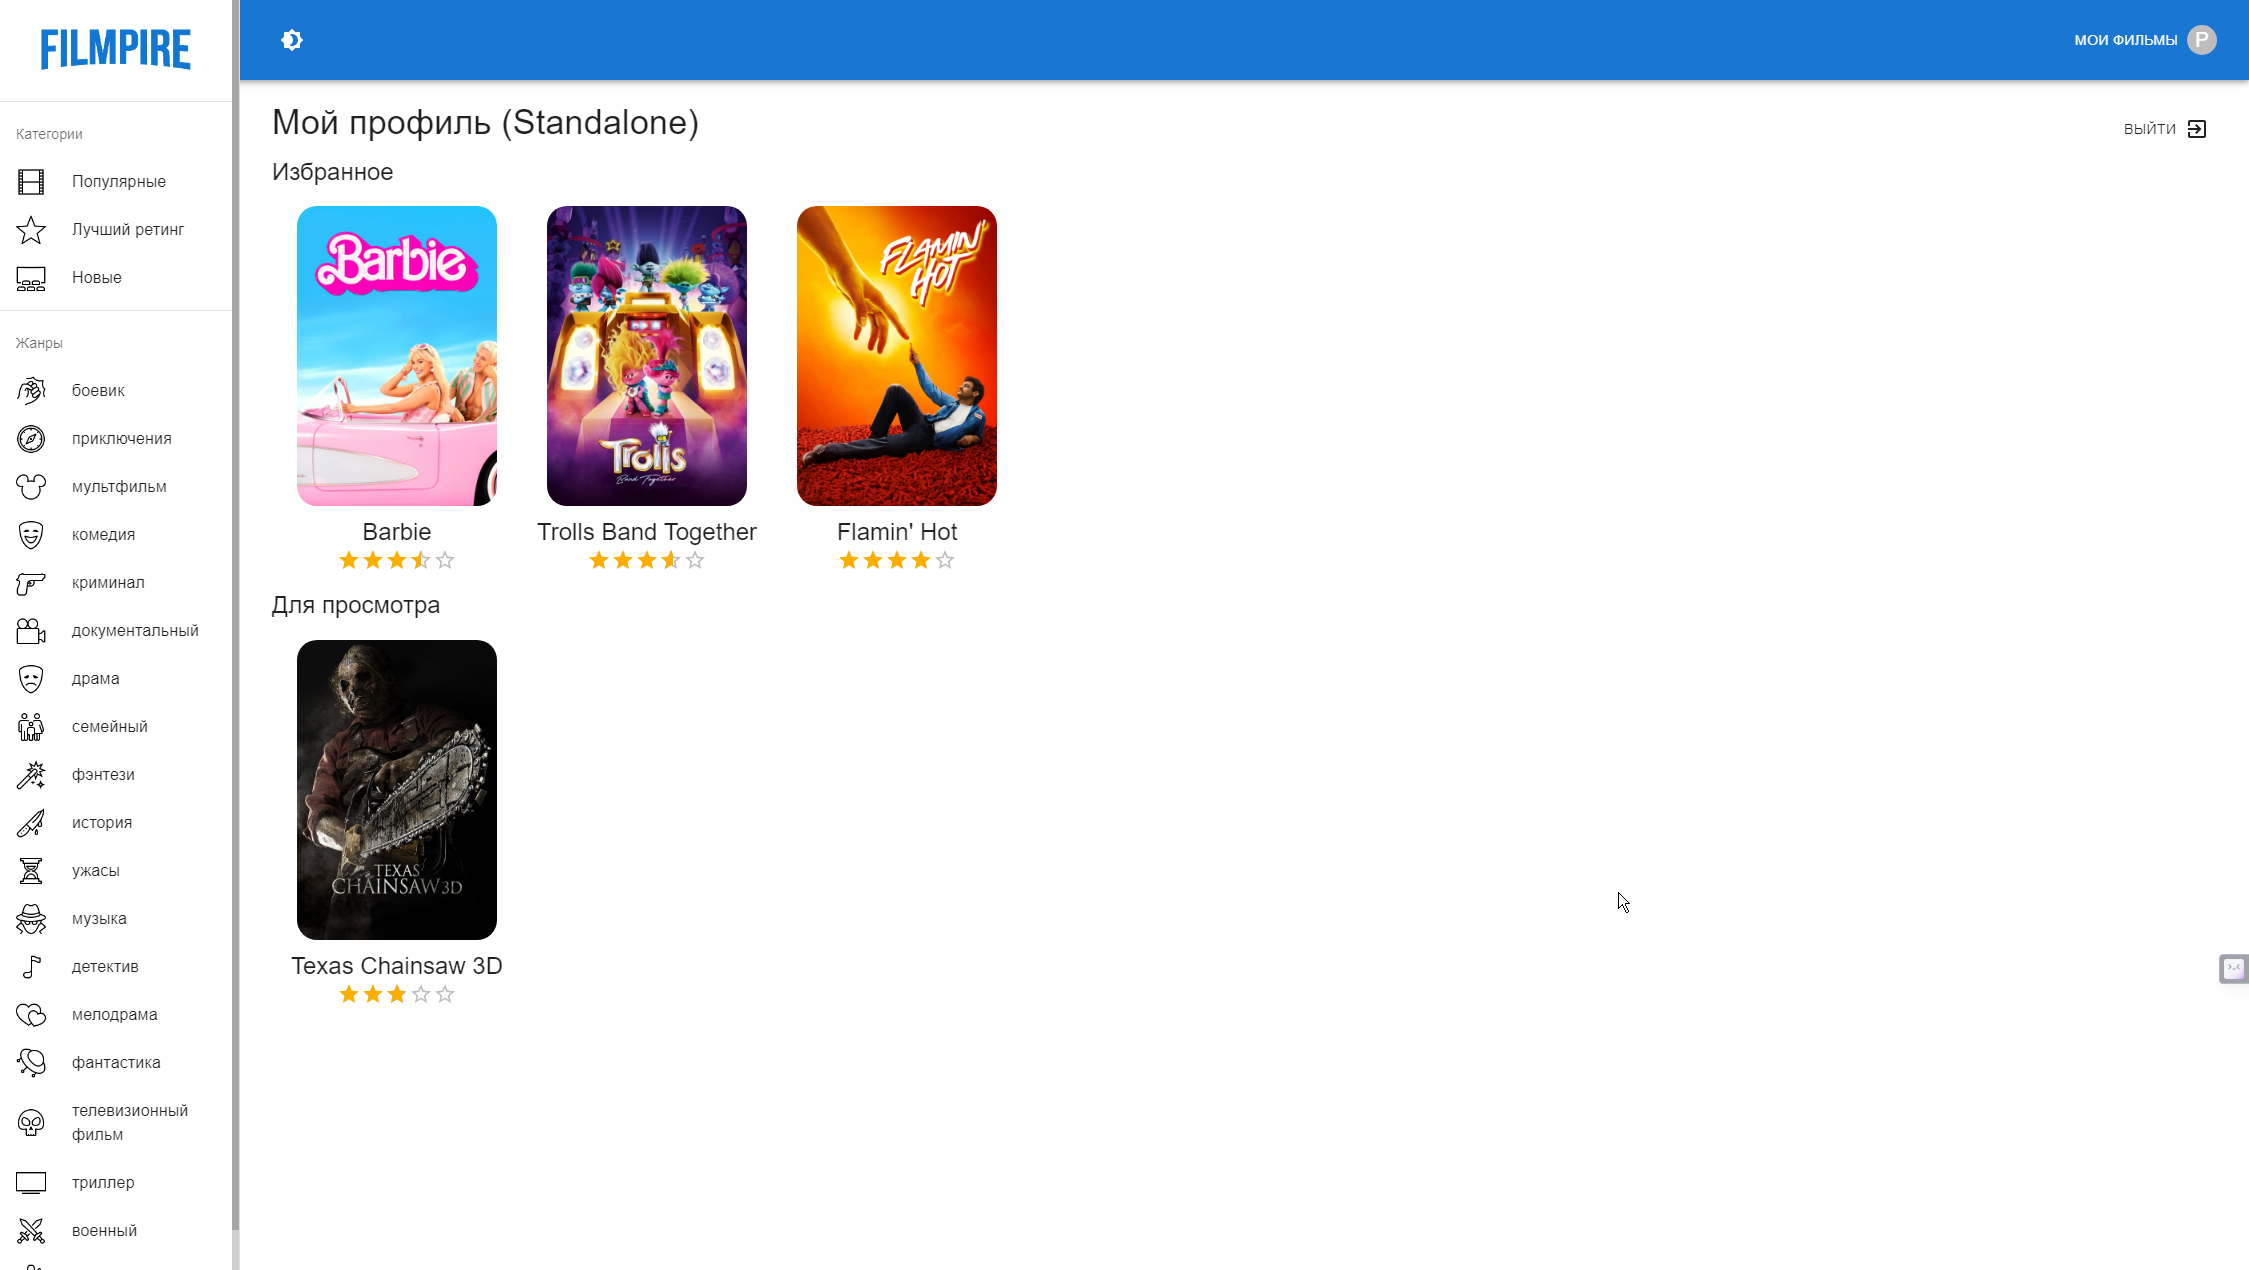 FILMPIRE
МОИ ФИЛЬМЫ
P
Категории
Популярные
Лучший ретинг
Новые
Жанры
боевик
приключения
мультфильм
комедия
криминал
документальный
драма
семейный
фэнтези
история
ужасы
музыка
детектив
мелодрама
фантастика
телевизионный
фильм
триллер
военный
Мой профиль (Standalone)
ВЫЙТИ
Избранное
Barbie
Trolls
Band Together
FLAMIN'
HOT
Barbie
Trolls Band Together
Flamin' Hot
Для просмотра
TEXAS
CHAINSAW 3D
Texas Chainsaw 3D